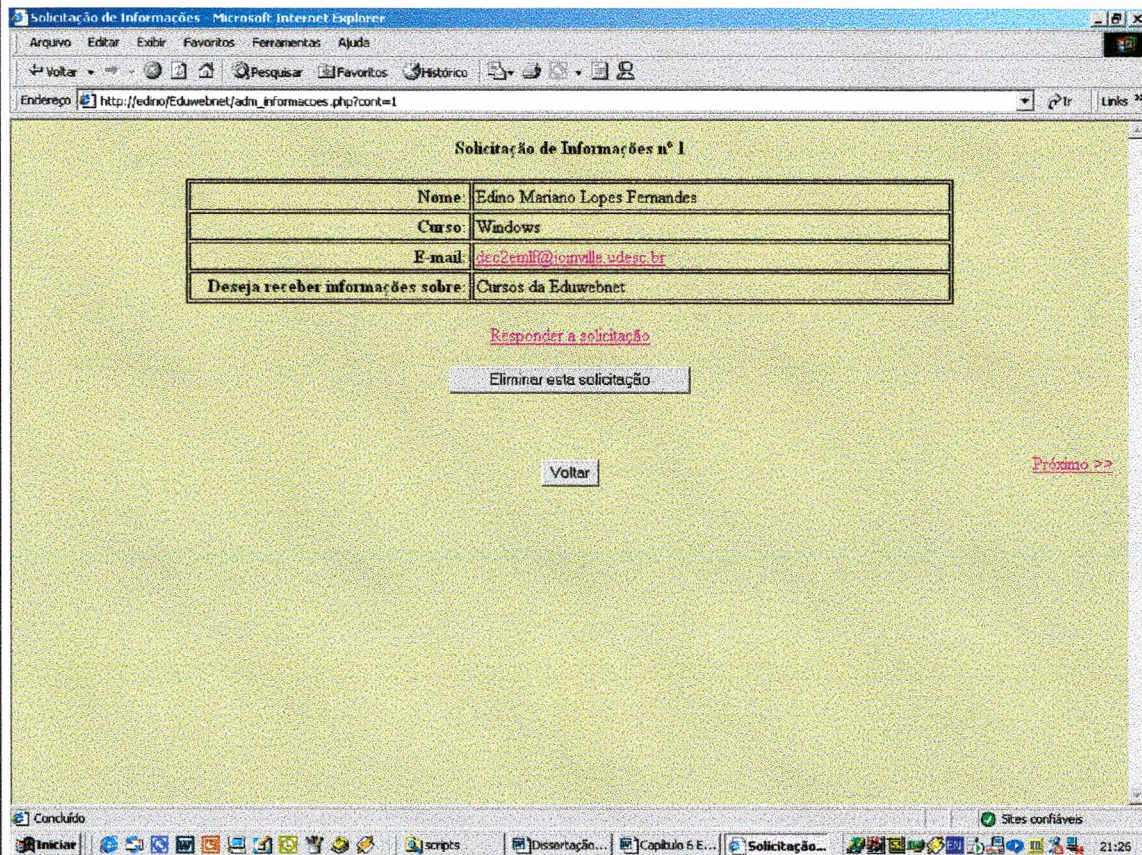 Solicitação de Informações - Microsoft Internet Explorer
Arquivo Editar Exibir Favoritos Ferramentas Ajuda
Voltar Pesquisar Favoritos Histórico
Endereço http://edino/Eduwebnet/adm_informacoes.php?cont=1 Ir Links »
Solicitação de Informações nº 1
Nome: Edino Mariano Lopes Fernandes
Curso: Windows
E-mail: dcc2emlf@joinville.udesc.br
Deseja receber informações sobre: Cursos da Eduwebnet
Responder a solicitação
Eliminar esta solicitação
Voltar
Próximo >>
Concluído Sites confiáveis
Iniciar scripts Dissertação... Capítulo 6 E... Solicitação... EN 21:26